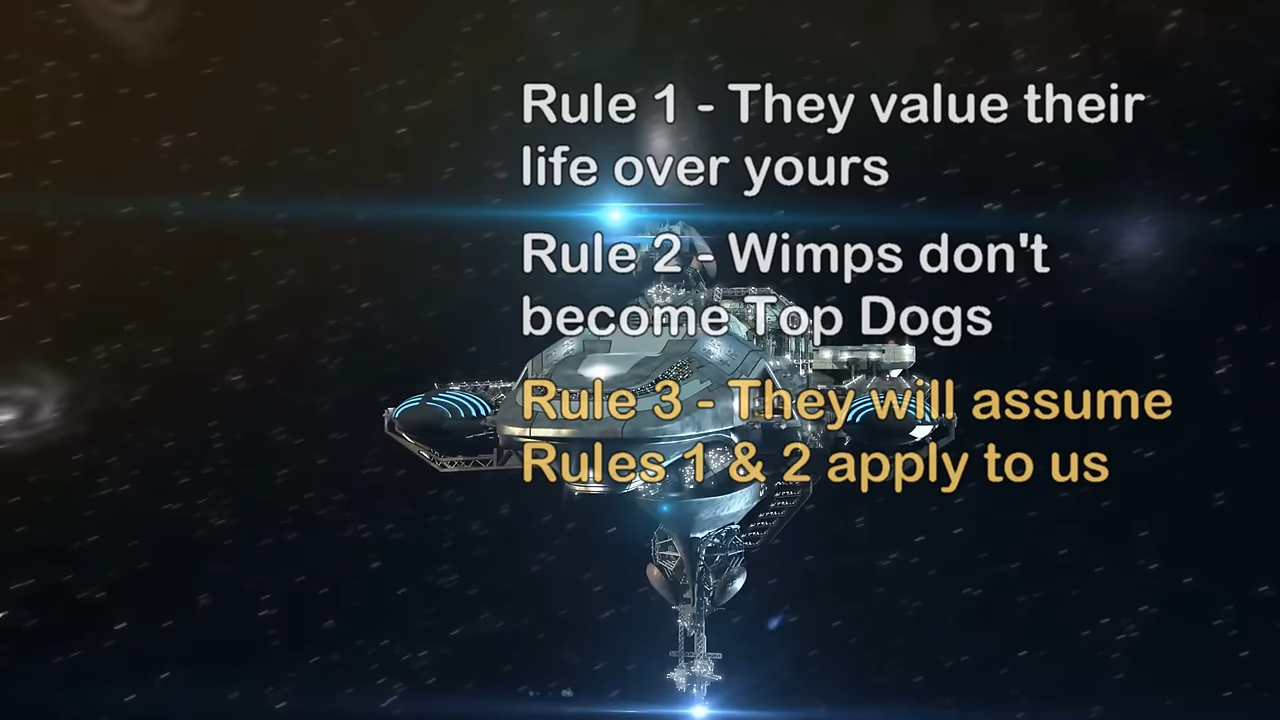 Rule 1 - They value their
life over yours
Rule 2 - Wimps don't
become Top Dogs
Rule 3 - They will assume
Rules 1 & 2 apply to us